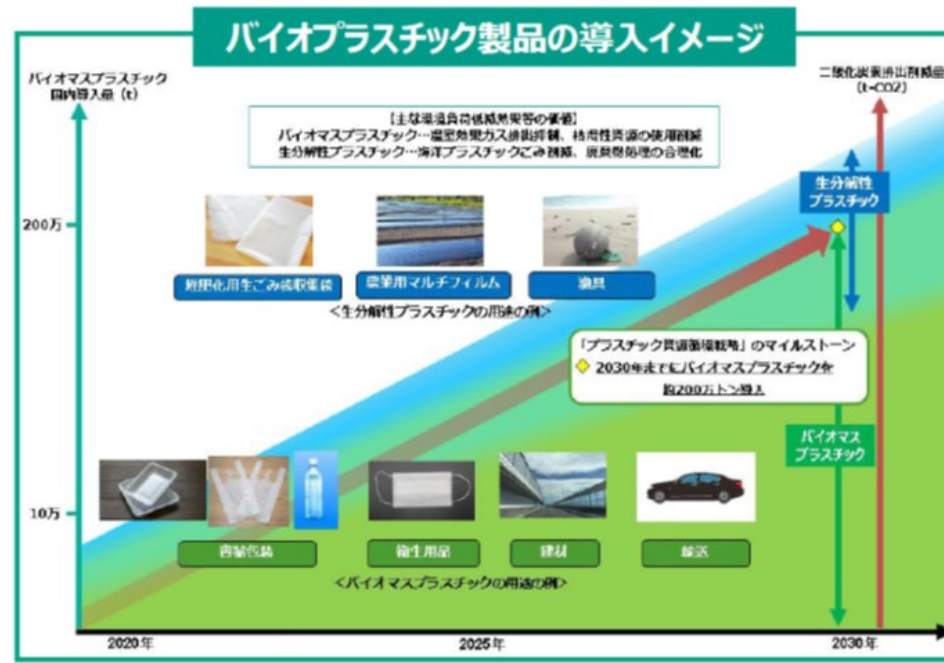 バイオプラスチック製品の導入イメージ
バイオマスプラスチック
国内導入量（t）
二酸化炭素排出削減量
（t-CO2）
【主な環境負荷低減効果等の価値】
バイオマスプラスチック…温室効果ガス排出抑制、枯渇性資源の使用削減
生分解性プラスチック…海洋プラスチックごみ削減、廃棄物処理の合理化
生分解性
プラスチック
200万
堆肥化用生ごみ袋収集袋
農業用マルチフィルム
漁具
<生分解性プラスチックの用途の例>
「プラスチック資源循環戦略」のマイルストーン
2030年までにバイオマスプラスチックを
約200万トン導入
バイオマス
プラスチック
10万
容器包装
衛生用品
建材
輸送
<バイオマスプラスチックの用途の例>
2020年
2025年
2030年